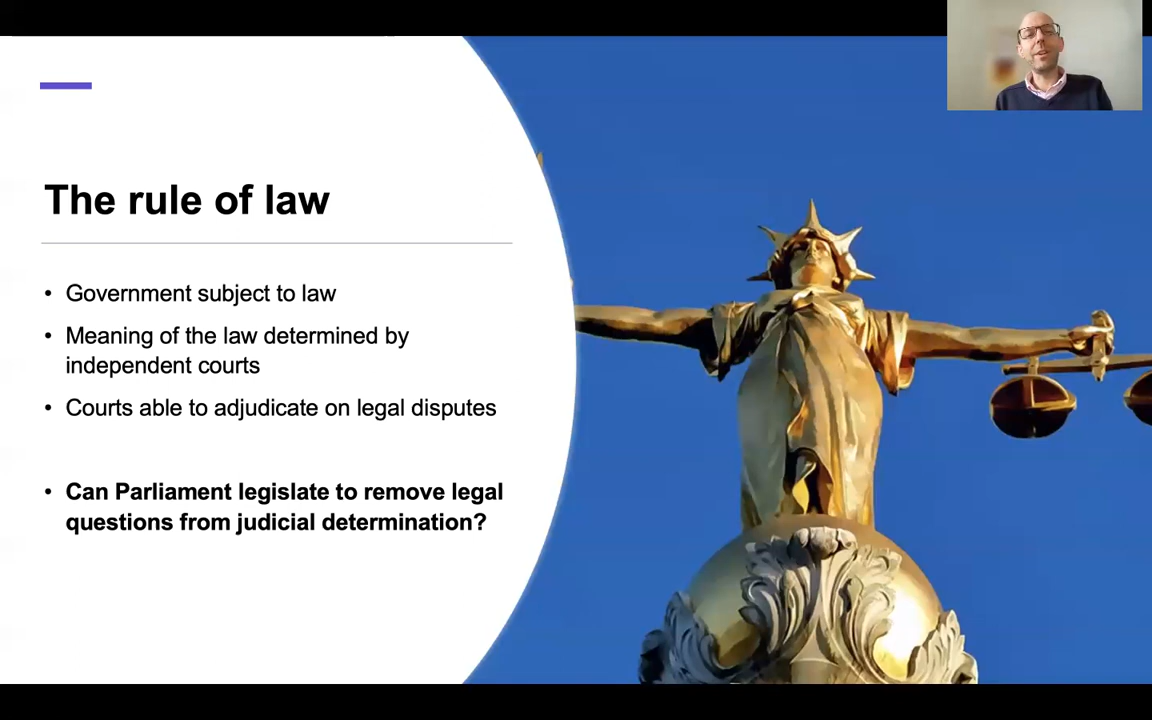 The rule of law
• Government subject to law
• Meaning of the law determined by
independent courts
• Courts able to adjudicate on legal disputes
• Can Parliament legislate to remove legal
questions from judicial determination?